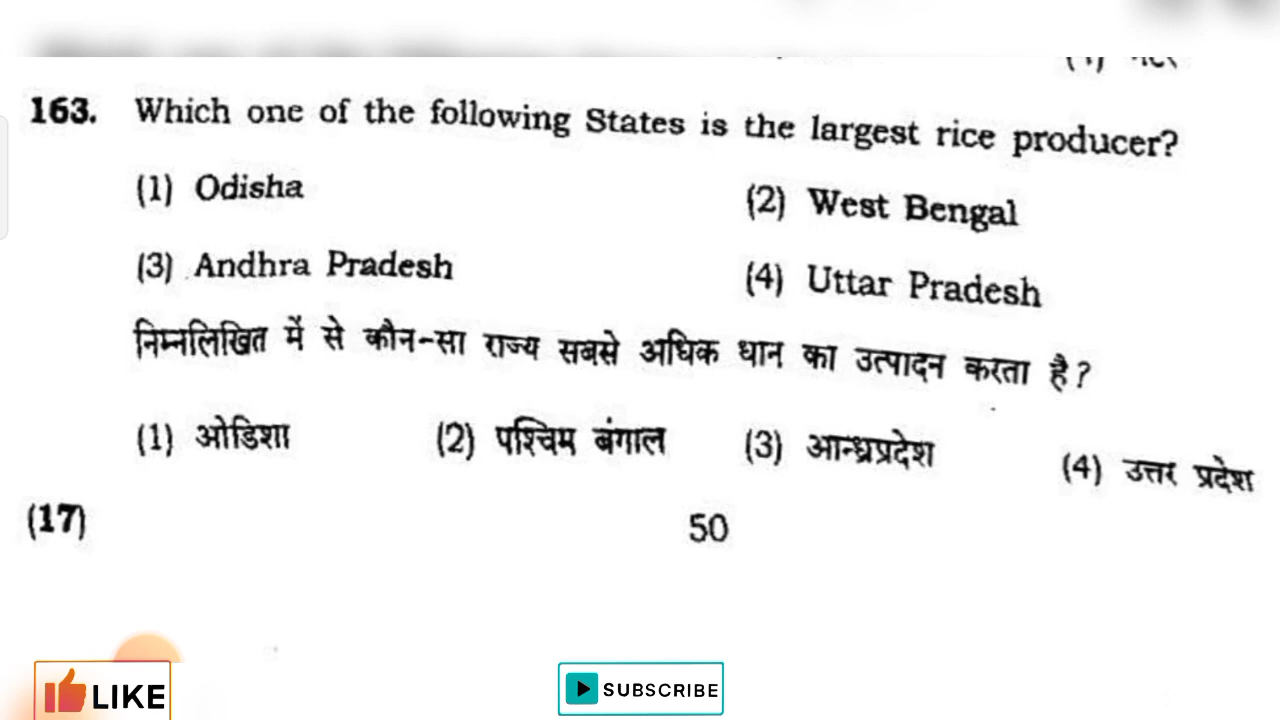 163. Which one of the following States is the largest rice producer?
(1) Odisha (2) West Bengal
(3) Andhra Pradesh (4) Uttar Pradesh
निम्नलिखित में से कौन-सा राज्य सबसे अधिक धान का उत्पादन करता है?
(1) ओडिशा (2) पश्चिम बंगाल (3) आन्ध्रप्रदेश (4) उत्तर प्रदेश
(17) 50
LIKE SUBSCRIBE